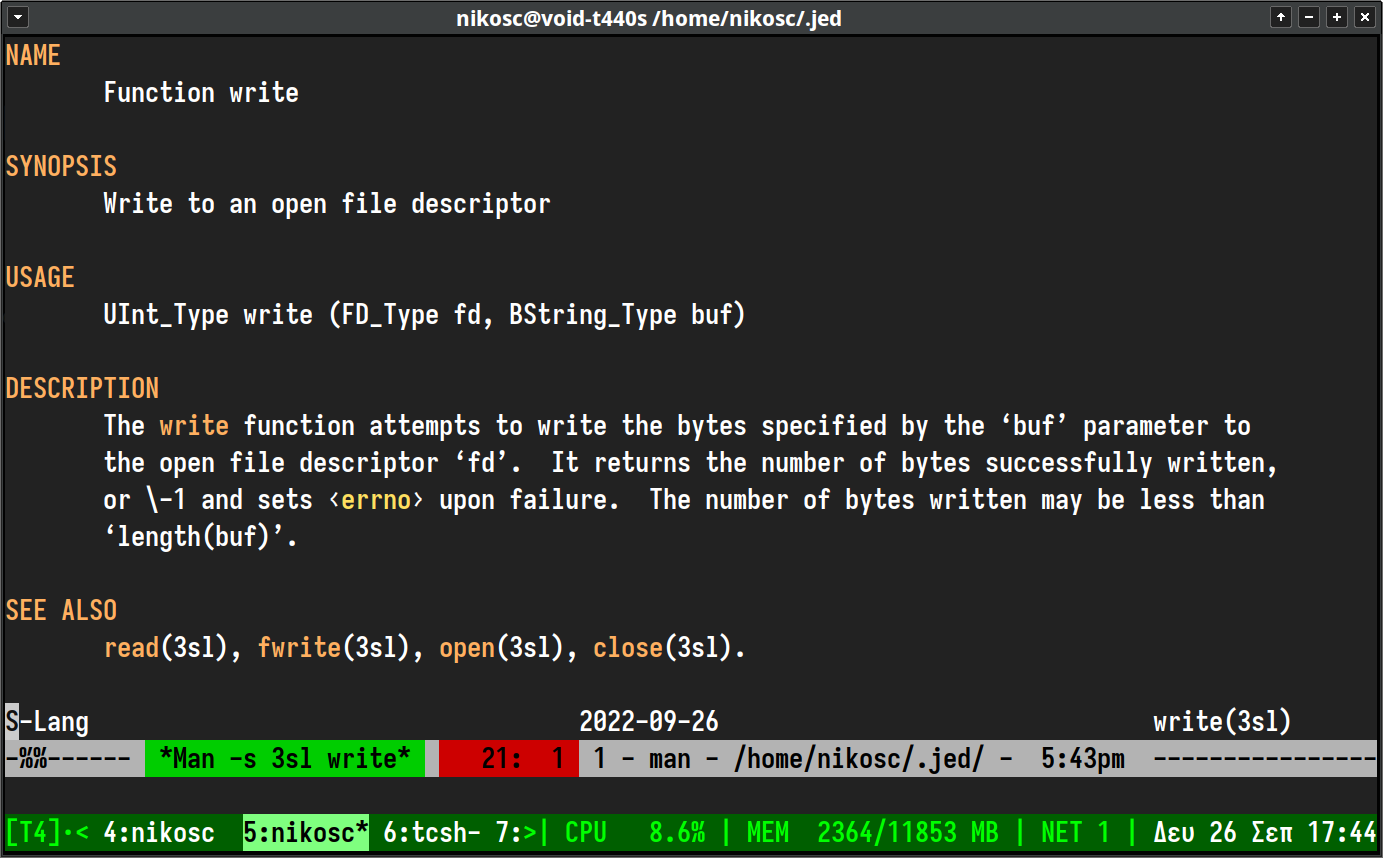 nikosc@void-t440s /home/nikosc/.jed
NAME
Function write
SYNOPSIS
Write to an open file descriptor
USAGE
UInt_Type write (FD_Type fd, BString_Type buf)
DESCRIPTION
The write function attempts to write the bytes specified by the ‘buf’ parameter to
the open file descriptor ‘fd’.  It returns the number of bytes successfully written,
or \-1 and sets <errno> upon failure.  The number of bytes written may be less than
‘length(buf)’.
SEE ALSO
read(3sl), fwrite(3sl), open(3sl), close(3sl).
S-Lang 2022-09-26 write(3sl)
-%%------ *Man -s 3sl write* 21: 1 1 - man - /home/nikosc/.jed/ - 5:43pm ----------------
[T4]·< 4:nikosc 5:nikosc* 6:tcsh- 7:>| CPU 8.6% | MEM 2364/11853 MB | NET 1 | Δευ 26 Σεπ 17:44